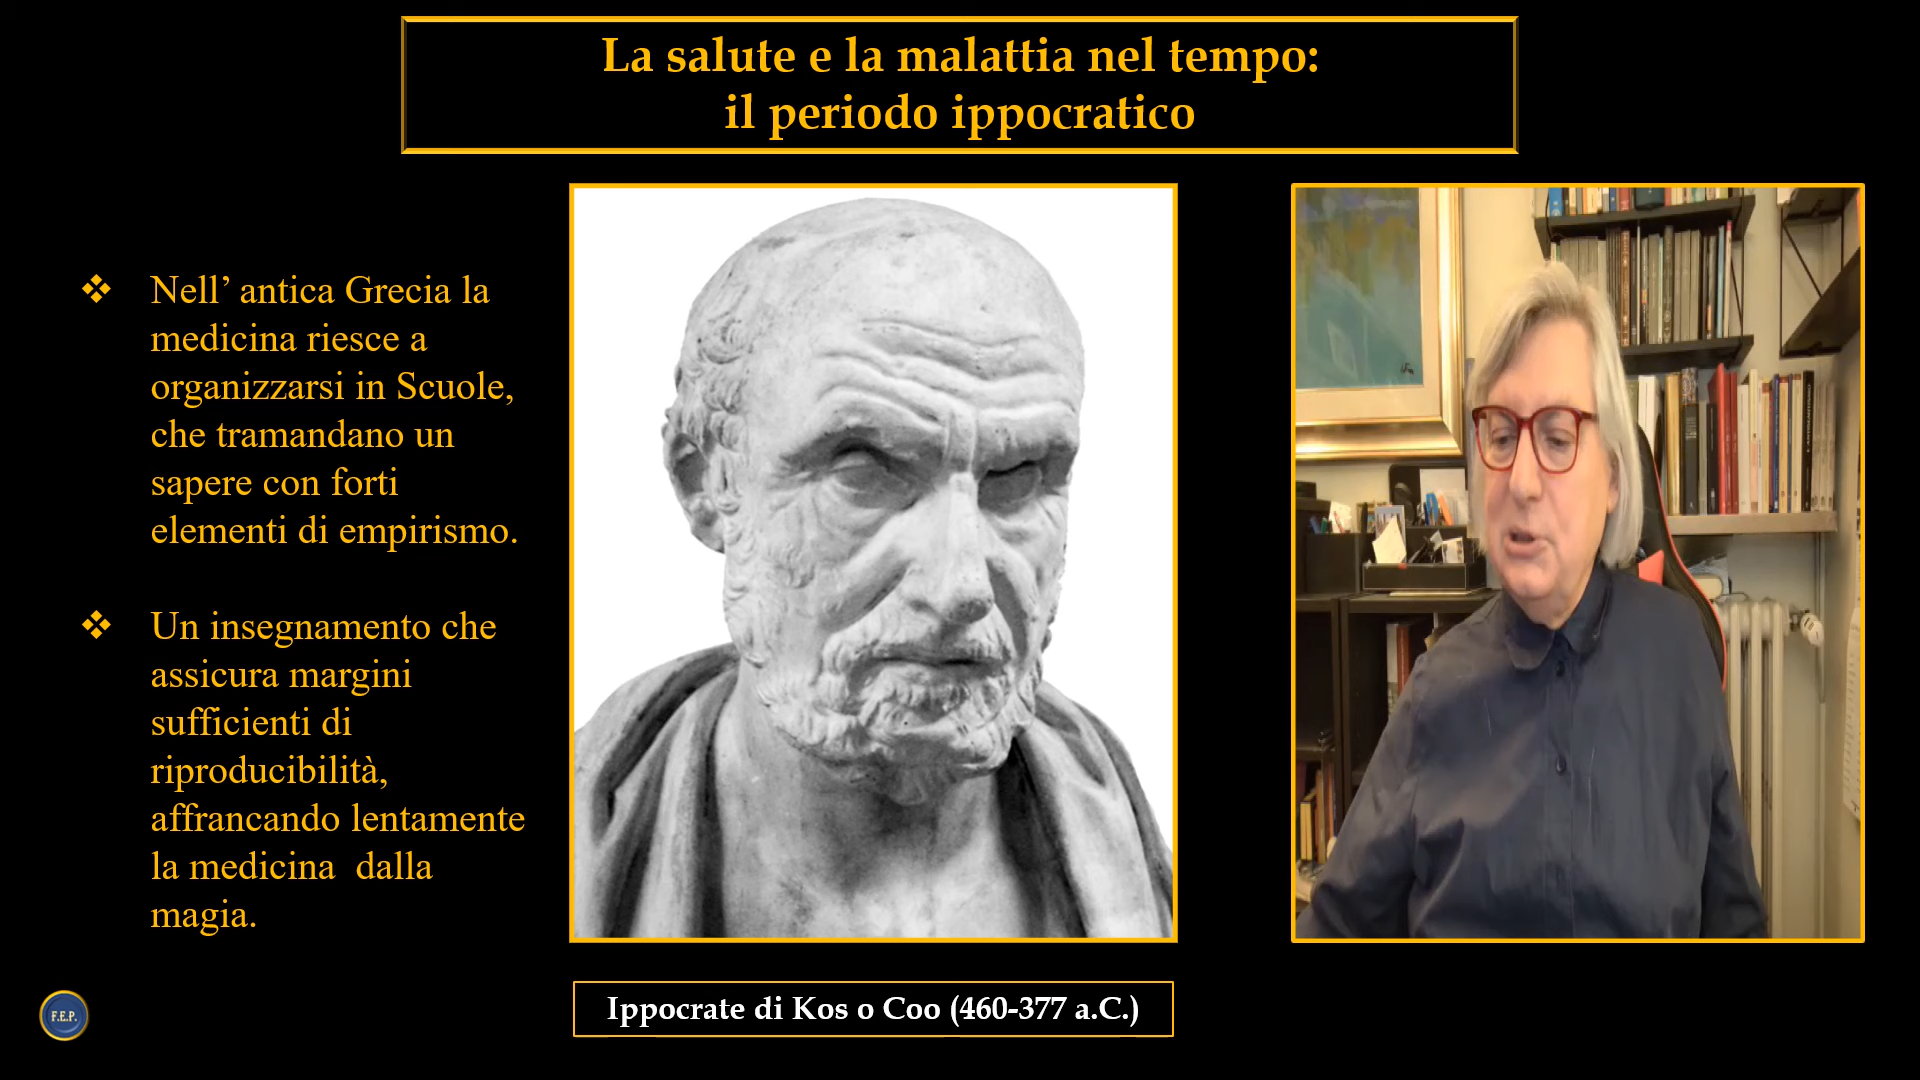 La salute e la malattia nel tempo:
il periodo ippocratico
❖ Nell’ antica Grecia la
medicina riesce a
organizzarsi in Scuole,
che tramandano un
sapere con forti
elementi di empirismo.
❖ Un insegnamento che
assicura margini
sufficienti di
riproducibilità,
affrancando lentamente
la medicina  dalla
magia.
Ippocrate di Kos o Coo (460-377 a.C.)
F.E.P.